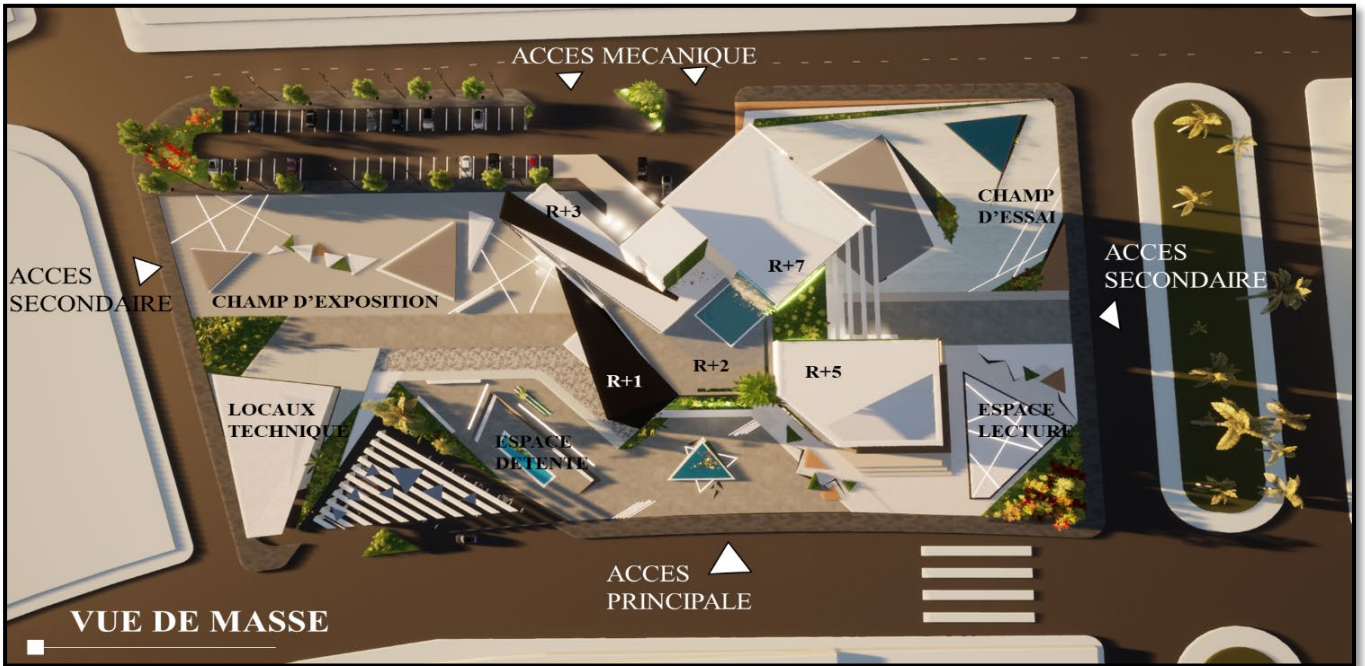 ACCES MECANIQUE
R+3
CHAMP
D'ESSAI
ACCES
SECONDAIRE
R+7
ACCES
SECONDAIRE
CHAMP D'EXPOSITION
R+2
R+1
R+5
LOCAUX
TECHNIQUE
ESPACE
DETENTE
ESPACE
LECTURE
ACCES
PRINCIPALE
VUE DE MASSE